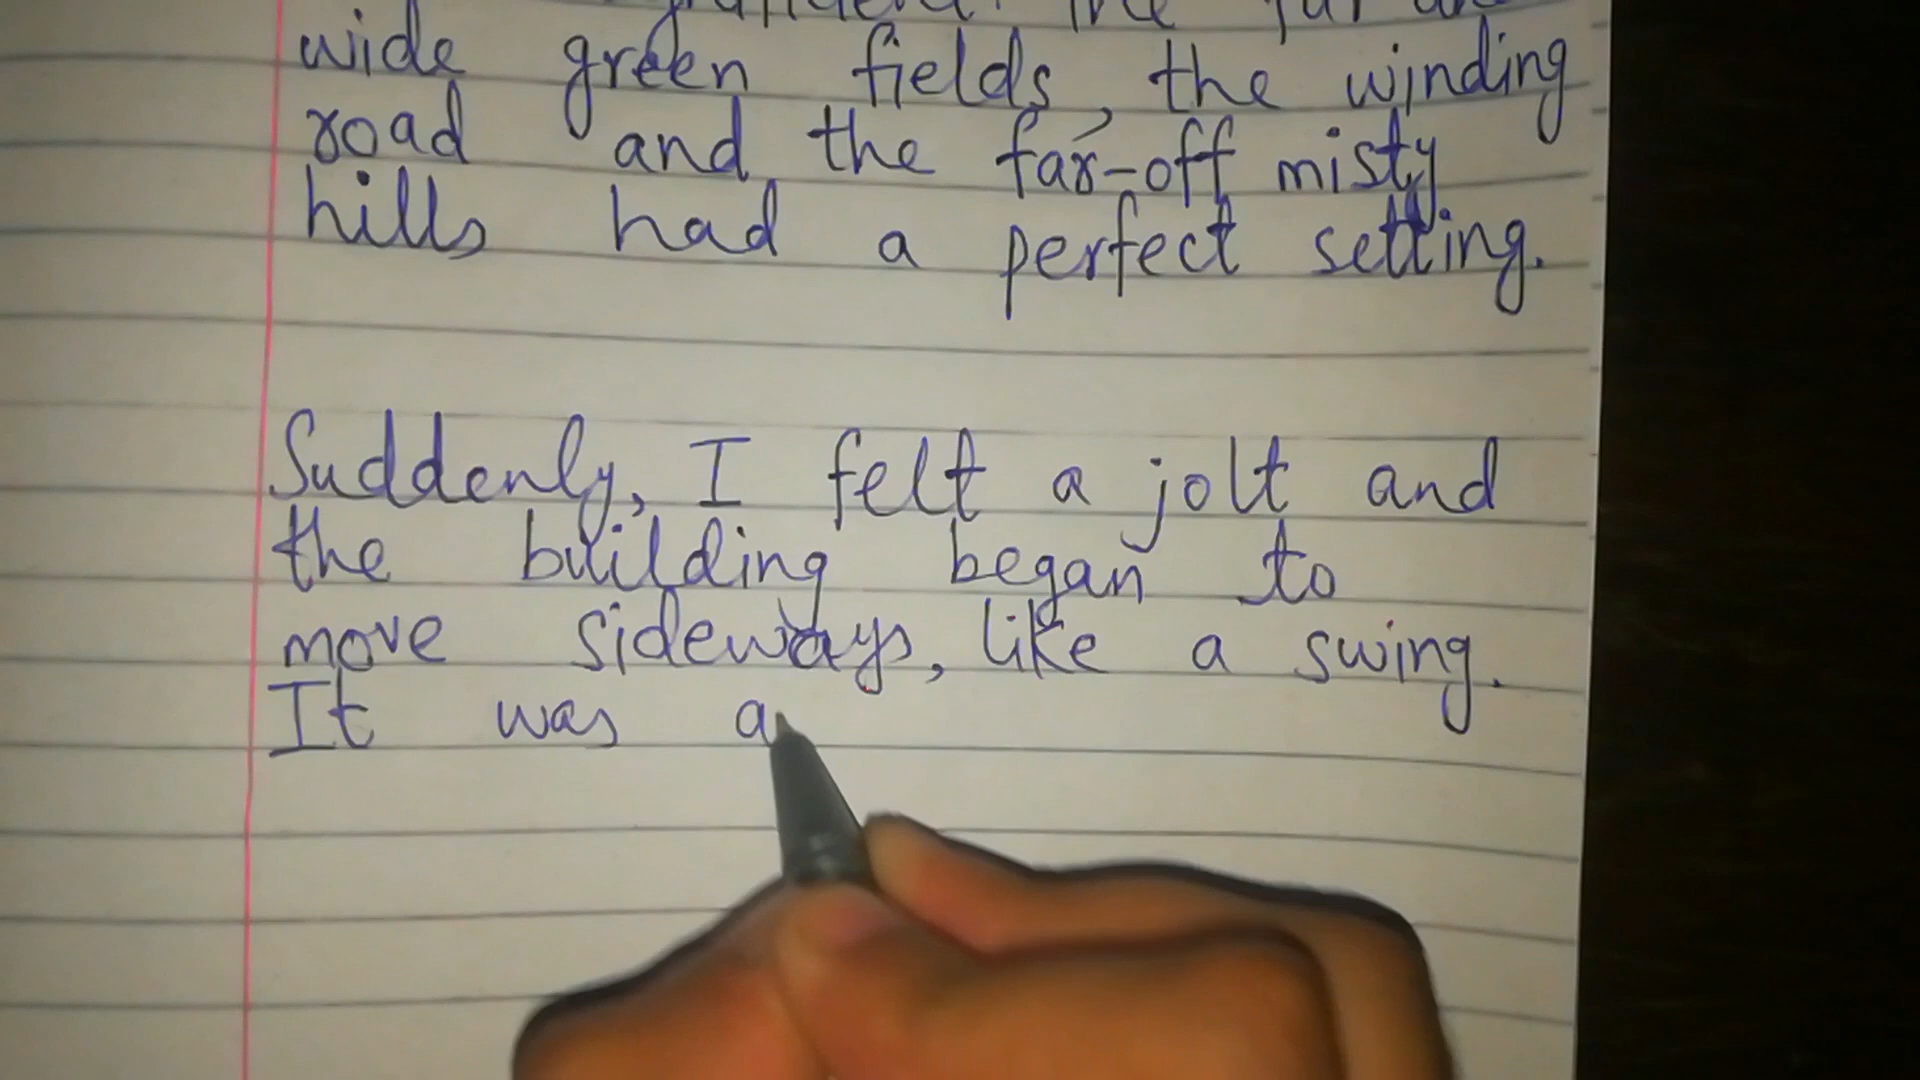 wide green fields, the winding
road and the far-off misty
hills had a perfect setting.
Suddenly, I felt a jolt and
the building began to
move sideways, like a swing.
It was a